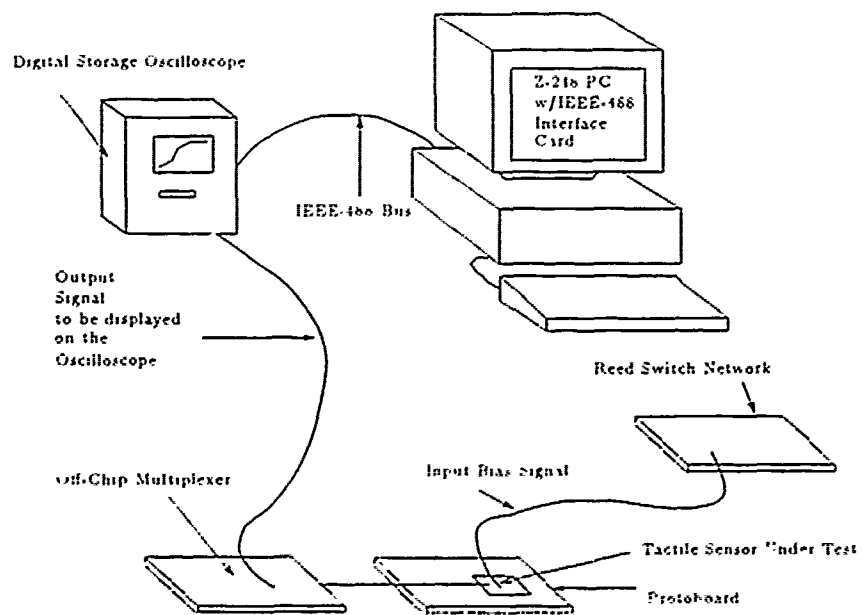 Digital Storage Oscilloscope
Z-248 PC
w/IEEE-488
Interface
Card
IEEE-488 Bus
Output
Signal
to be displayed
on the
Oscilloscope
Reed Switch Network
Off-Chip Multiplexer
Input Bias Signal
Tactile Sensor Under Test
Protoboard